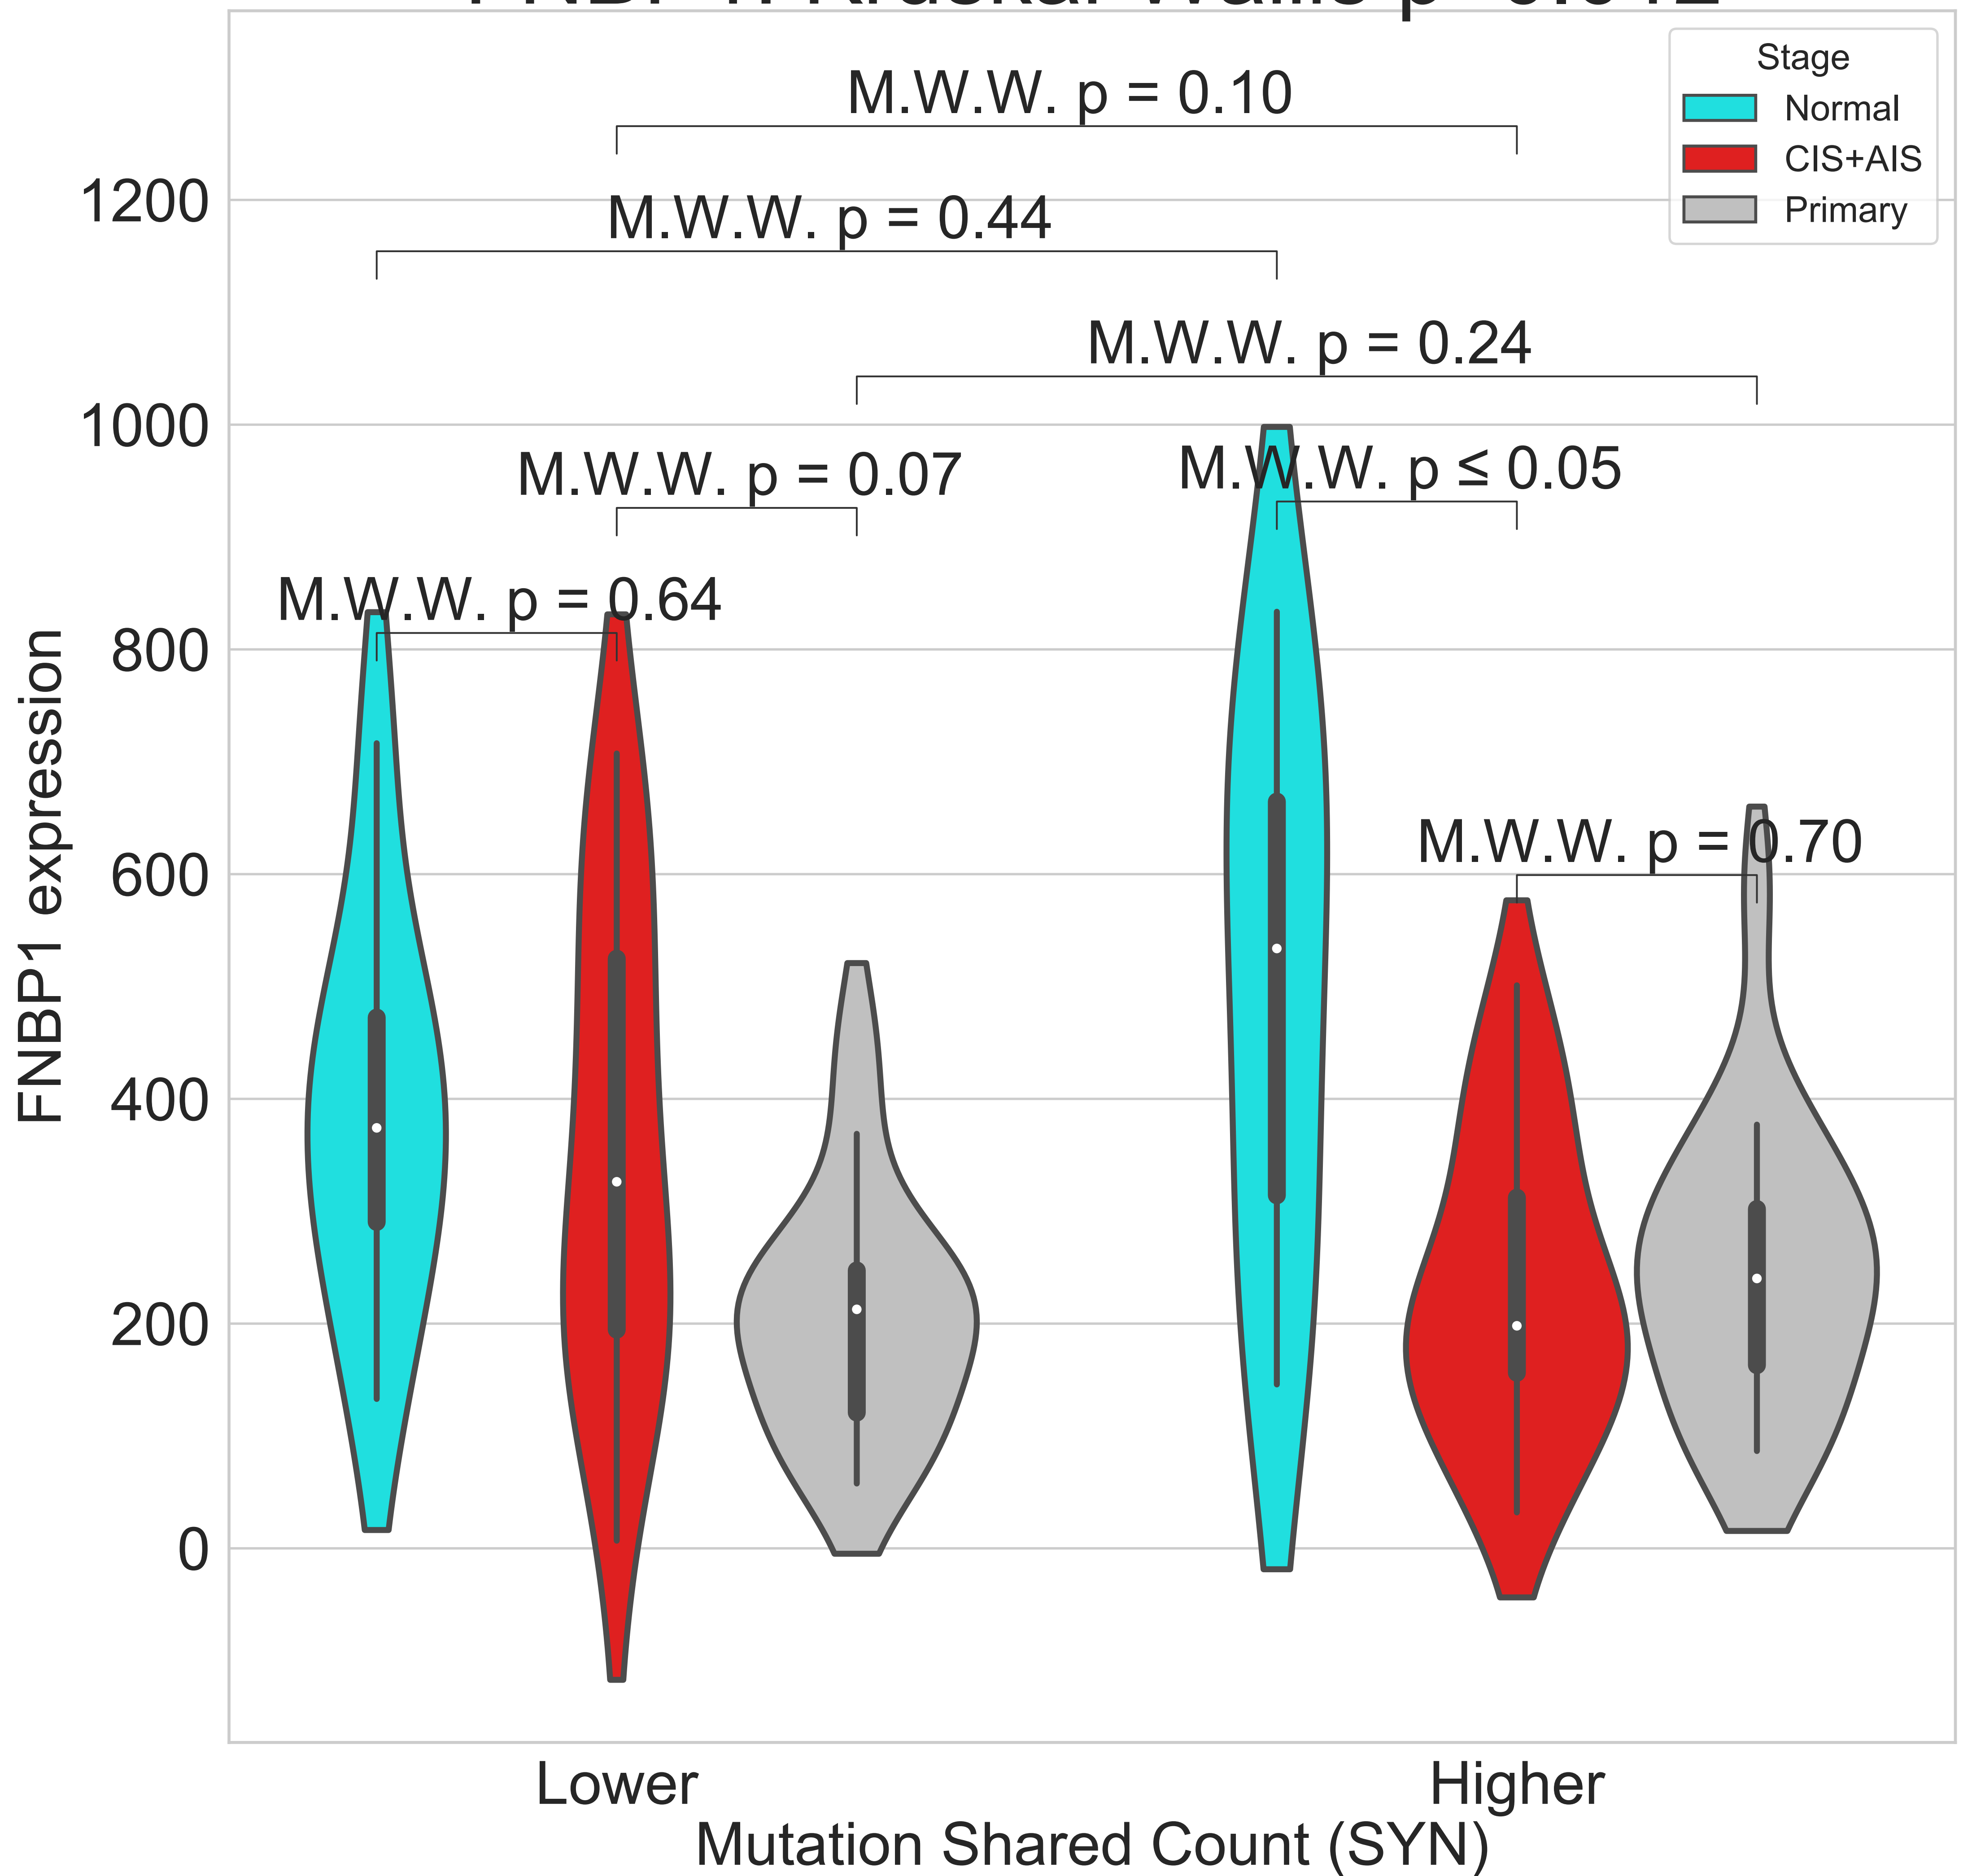 Stage
Normal
CIS+AIS
Primary
M.W.W. p = 0.10
M.W.W. p = 0.44
M.W.W. p = 0.24
M.W.W. p = 0.07
M.W.W. p ≤ 0.05
M.W.W. p = 0.64
M.W.W. p = 0.70
1200
1000
800
600
400
200
0
FNBP1 expression
Lower
Higher
Mutation Shared Count (SYN)